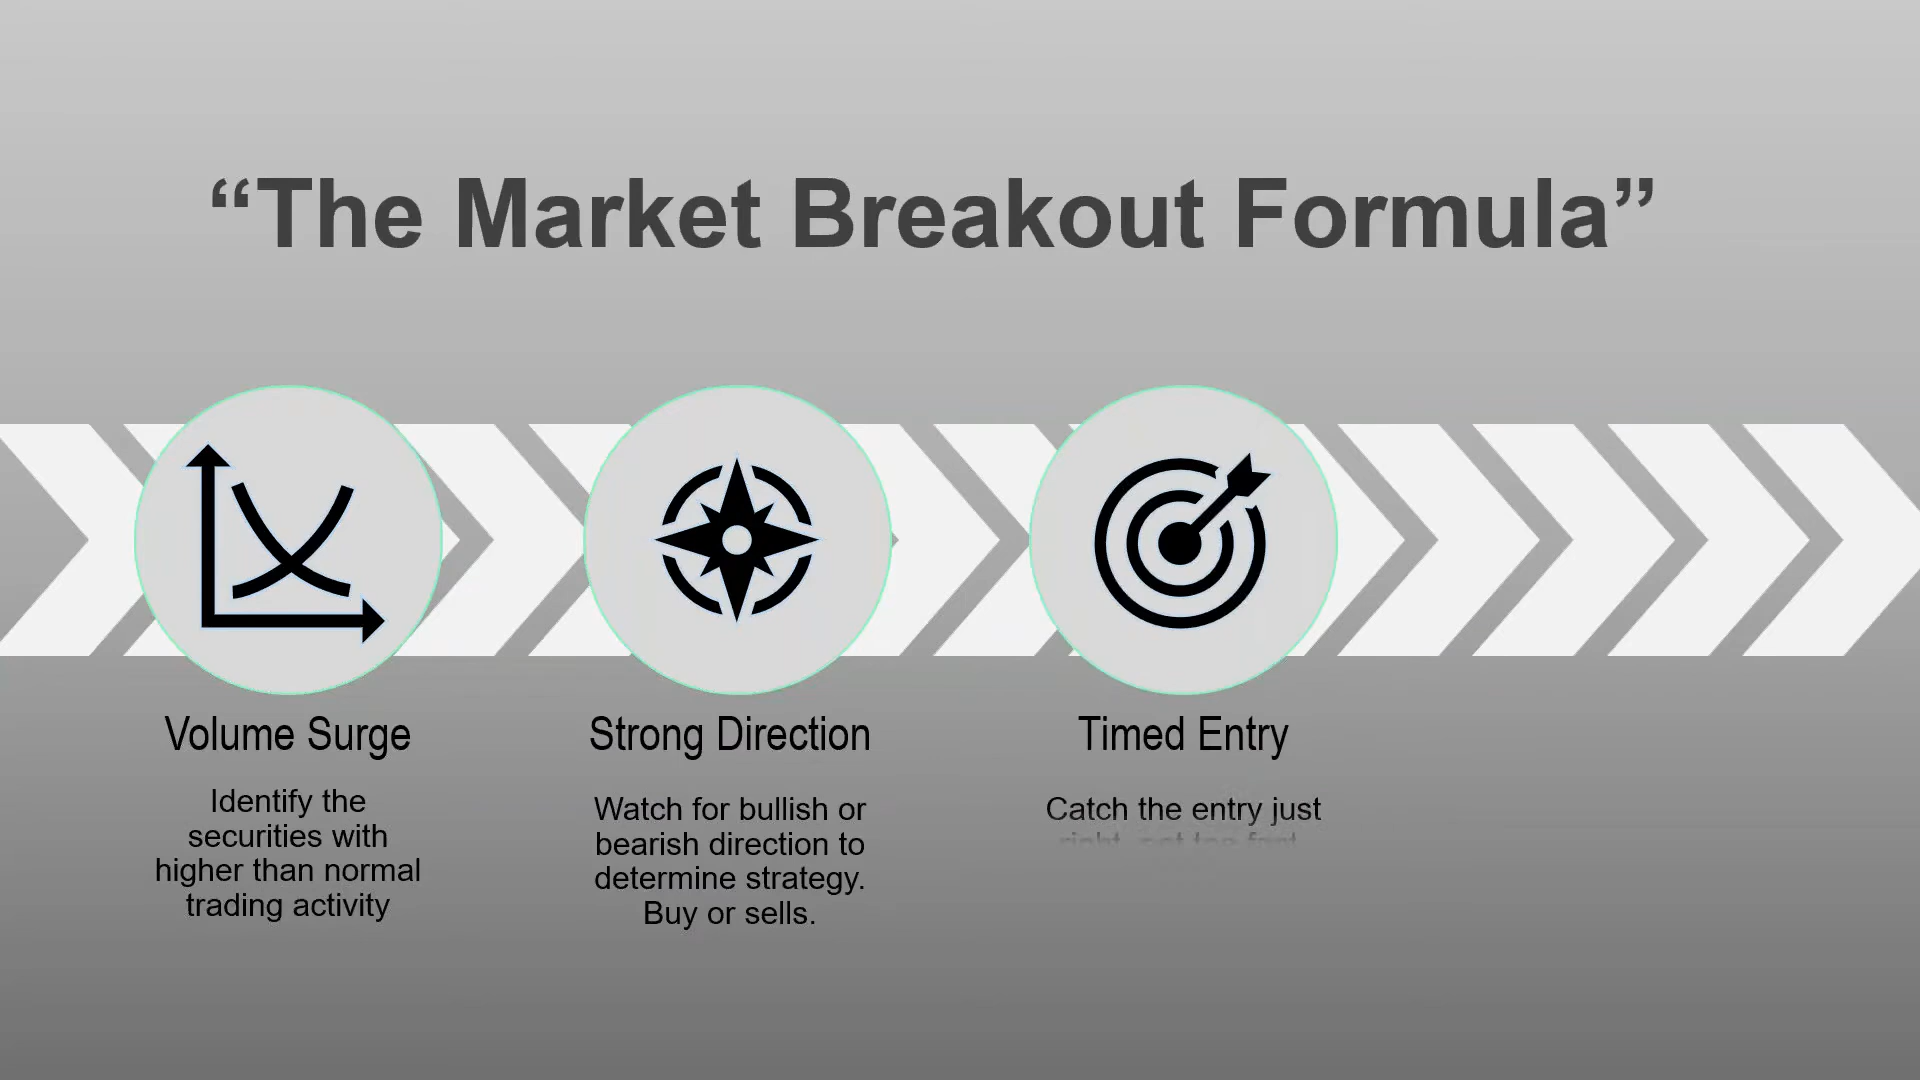 “The Market Breakout Formula”
Volume Surge
Identify the
securities with
higher than normal
trading activity
Strong Direction
Watch for bullish or
bearish direction to
determine strategy.
Buy or sells.
Timed Entry
Catch the entry just